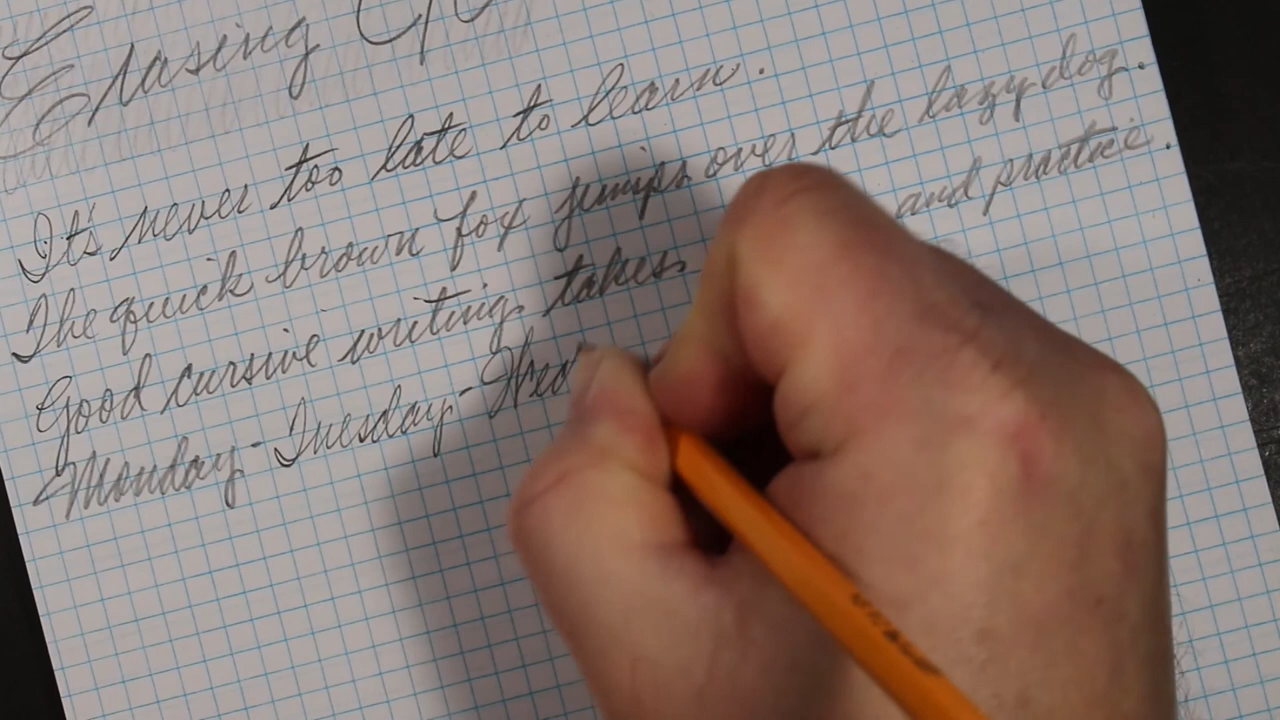 Erasing
It's never too late to learn.
The quick brown fox jumps over the lazy dog.
Good cursive writing takes and practice.
Monday - Tuesday - Wed